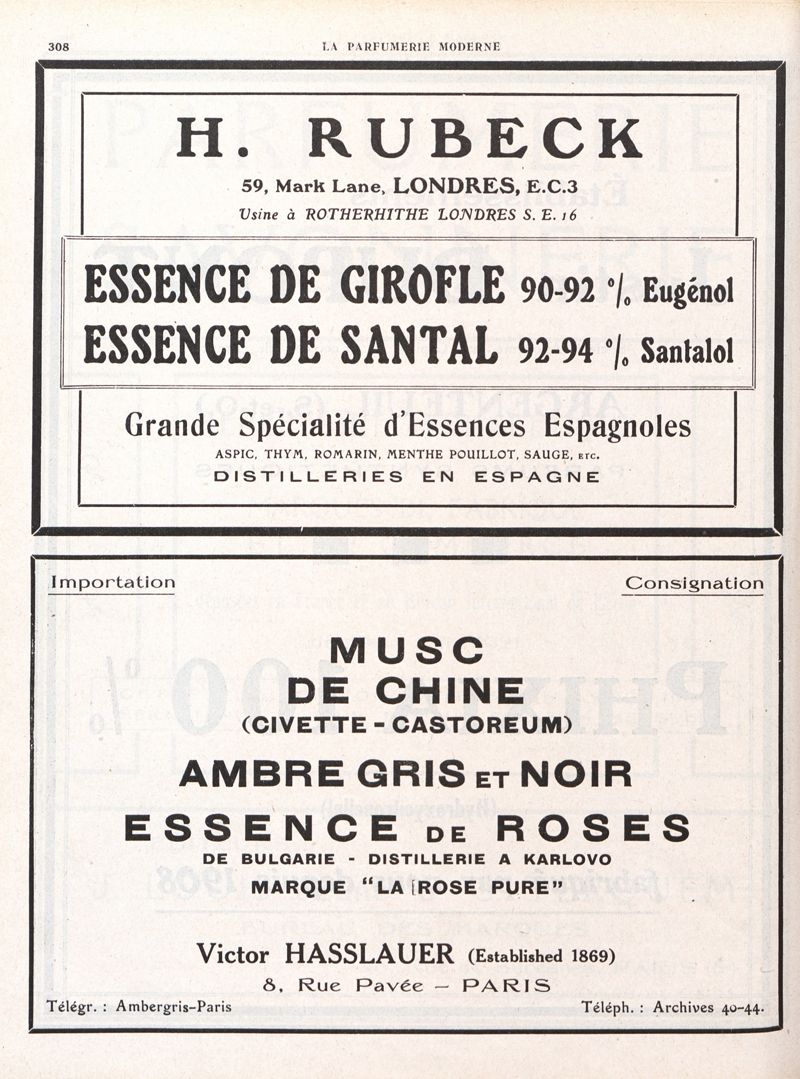 308
LA PARFUMERIE MODERNE
H. RUBECK
59, Mark Lane, LONDRES, E.C.3
Usine à ROTHERHITHE LONDRES S. E. 16
ESSENCE DE GIROFLE 90-92 % Eugénol
ESSENCE DE SANTAL 92-94 % Santalol
Grande Spécialité d'Essences Espagnoles
ASPIC, THYM, ROMARIN, MENTHE POUILLOT, SAUGE, ETC.
DISTILLERIES EN ESPAGNE
Importation
Consignation
MUSC
DE CHINE
(CIVETTE - CASTOREUM)
AMBRE GRIS ET NOIR
ESSENCE DE ROSES
DE BULGARIE - DISTILLERIE A KARLOVO
MARQUE “LA ROSE PURE”
Victor HASSLAUER (Established 1869)
8, Rue Pavée — PARIS
Télégr. : Ambergris-Paris
Téléph. : Archives 40-44.